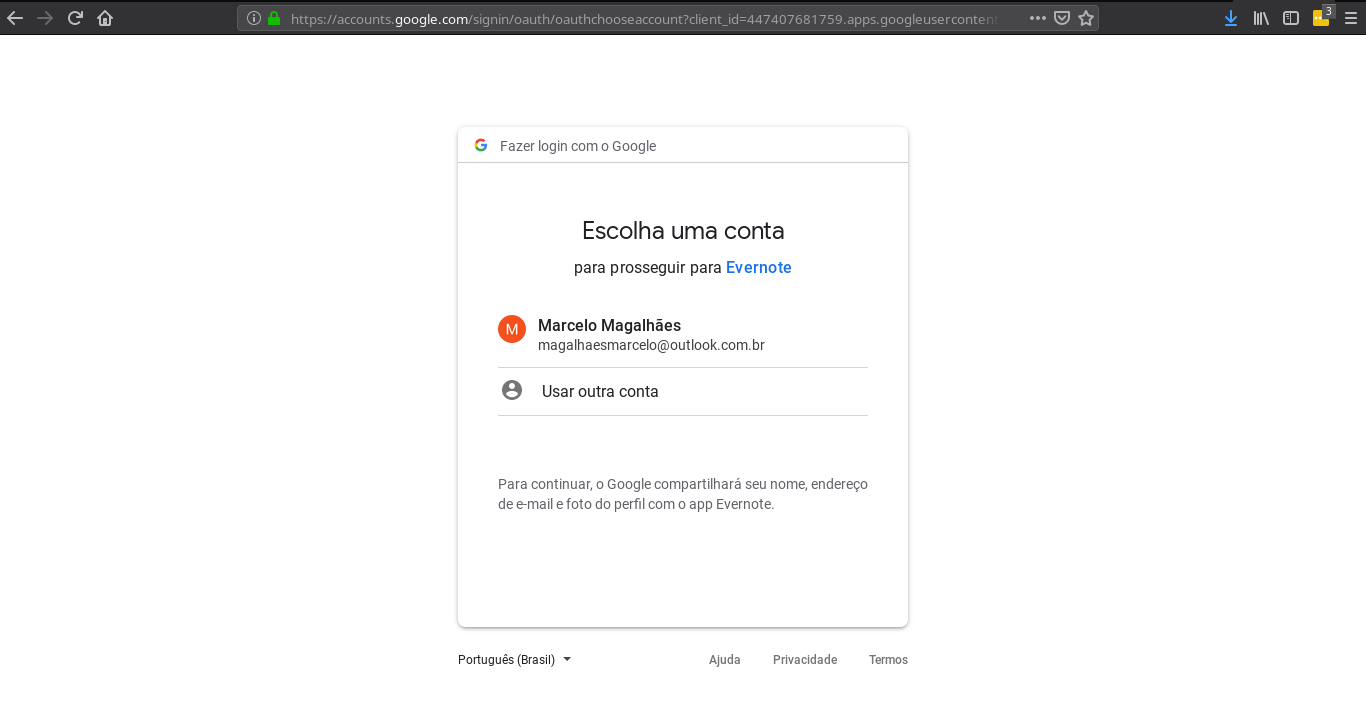 https://accounts.google.com/signin/oauth/oauthchooseaccount?client_id=447407681759.apps.googleusercontent
3
Fazer login com o Google
Escolha uma conta
para prosseguir para Evernote
M
Marcelo Magalhães
magalhaesmarcelo@outlook.com.br
Usar outra conta
Para continuar, o Google compartilhará seu nome, endereço
de e-mail e foto do perfil com o app Evernote.
Português (Brasil)
Ajuda
Privacidade
Termos